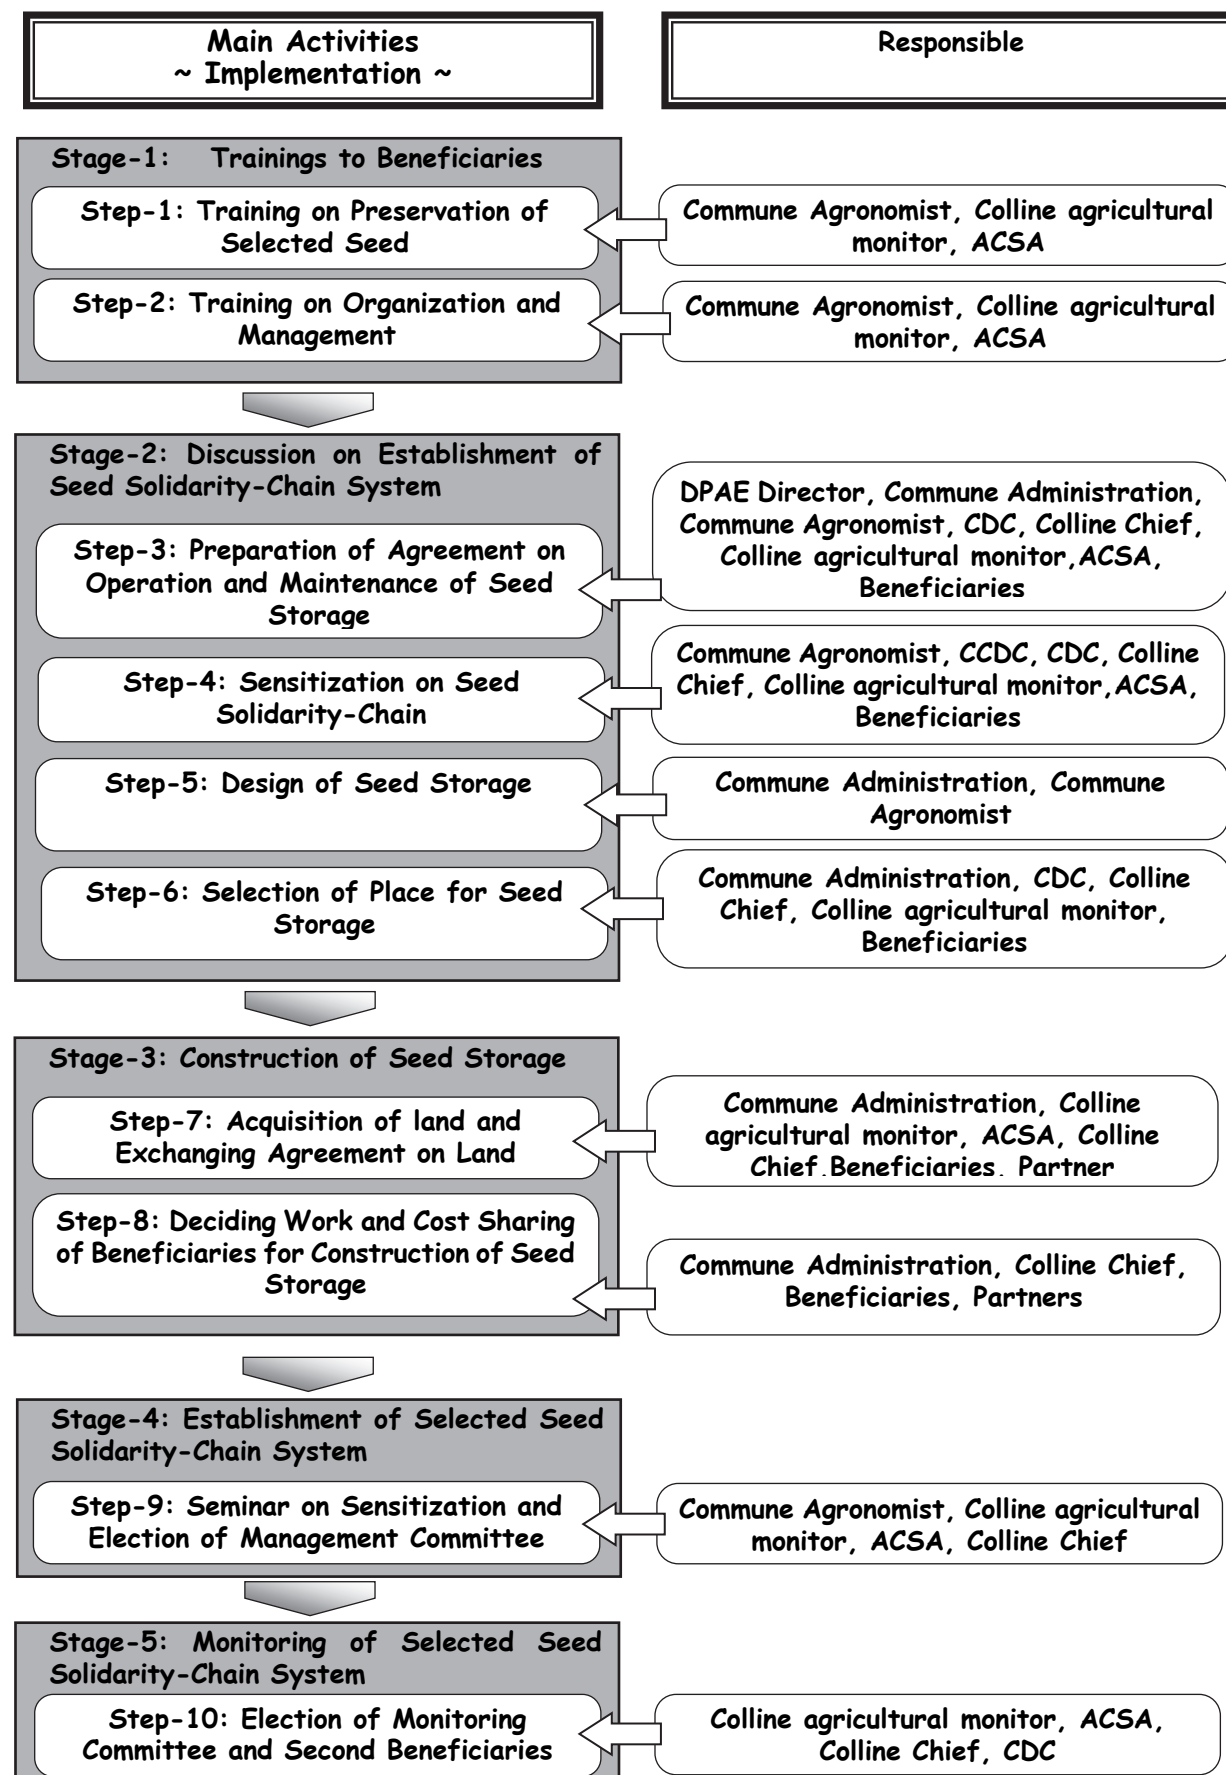 Main Activities
~ Implementation ~
Responsible
Stage-1: Trainings to Beneficiaries
Step-1: Training on Preservation of
Selected Seed
Commune Agronomist, Colline agricultural
monitor, ACSA
Step-2: Training on Organization and
Management
Commune Agronomist, Colline agricultural
monitor, ACSA
Stage-2: Discussion on Establishment of
Seed Solidarity-Chain System
Step-3: Preparation of Agreement on
Operation and Maintenance of Seed
Storage
DPAE Director, Commune Administration,
Commune Agronomist, CDC, Colline Chief,
Colline agricultural monitor,ACSA,
Beneficiaries
Step-4: Sensitization on Seed
Solidarity-Chain
Commune Agronomist, CCDC, CDC, Colline
Chief, Colline agricultural monitor,ACSA,
Beneficiaries
Step-5: Design of Seed Storage
Commune Administration, Commune
Agronomist
Step-6: Selection of Place for Seed
Storage
Commune Administration, CDC, Colline
Chief, Colline agricultural monitor,
Beneficiaries
Stage-3: Construction of Seed Storage
Step-7: Acquisition of land and
Exchanging Agreement on Land
Commune Administration, Colline
agricultural monitor, ACSA, Colline
Chief,Beneficiaries, Partner
Step-8: Deciding Work and Cost Sharing
of Beneficiaries for Construction of Seed
Storage
Commune Administration, Colline Chief,
Beneficiaries, Partners
Stage-4: Establishment of Selected Seed
Solidarity-Chain System
Step-9: Seminar on Sensitization and
Election of Management Committee
Commune Agronomist, Colline agricultural
monitor, ACSA, Colline Chief
Stage-5: Monitoring of Selected Seed
Solidarity-Chain System
Step-10: Election of Monitoring
Committee and Second Beneficiaries
Colline agricultural monitor, ACSA,
Colline Chief, CDC